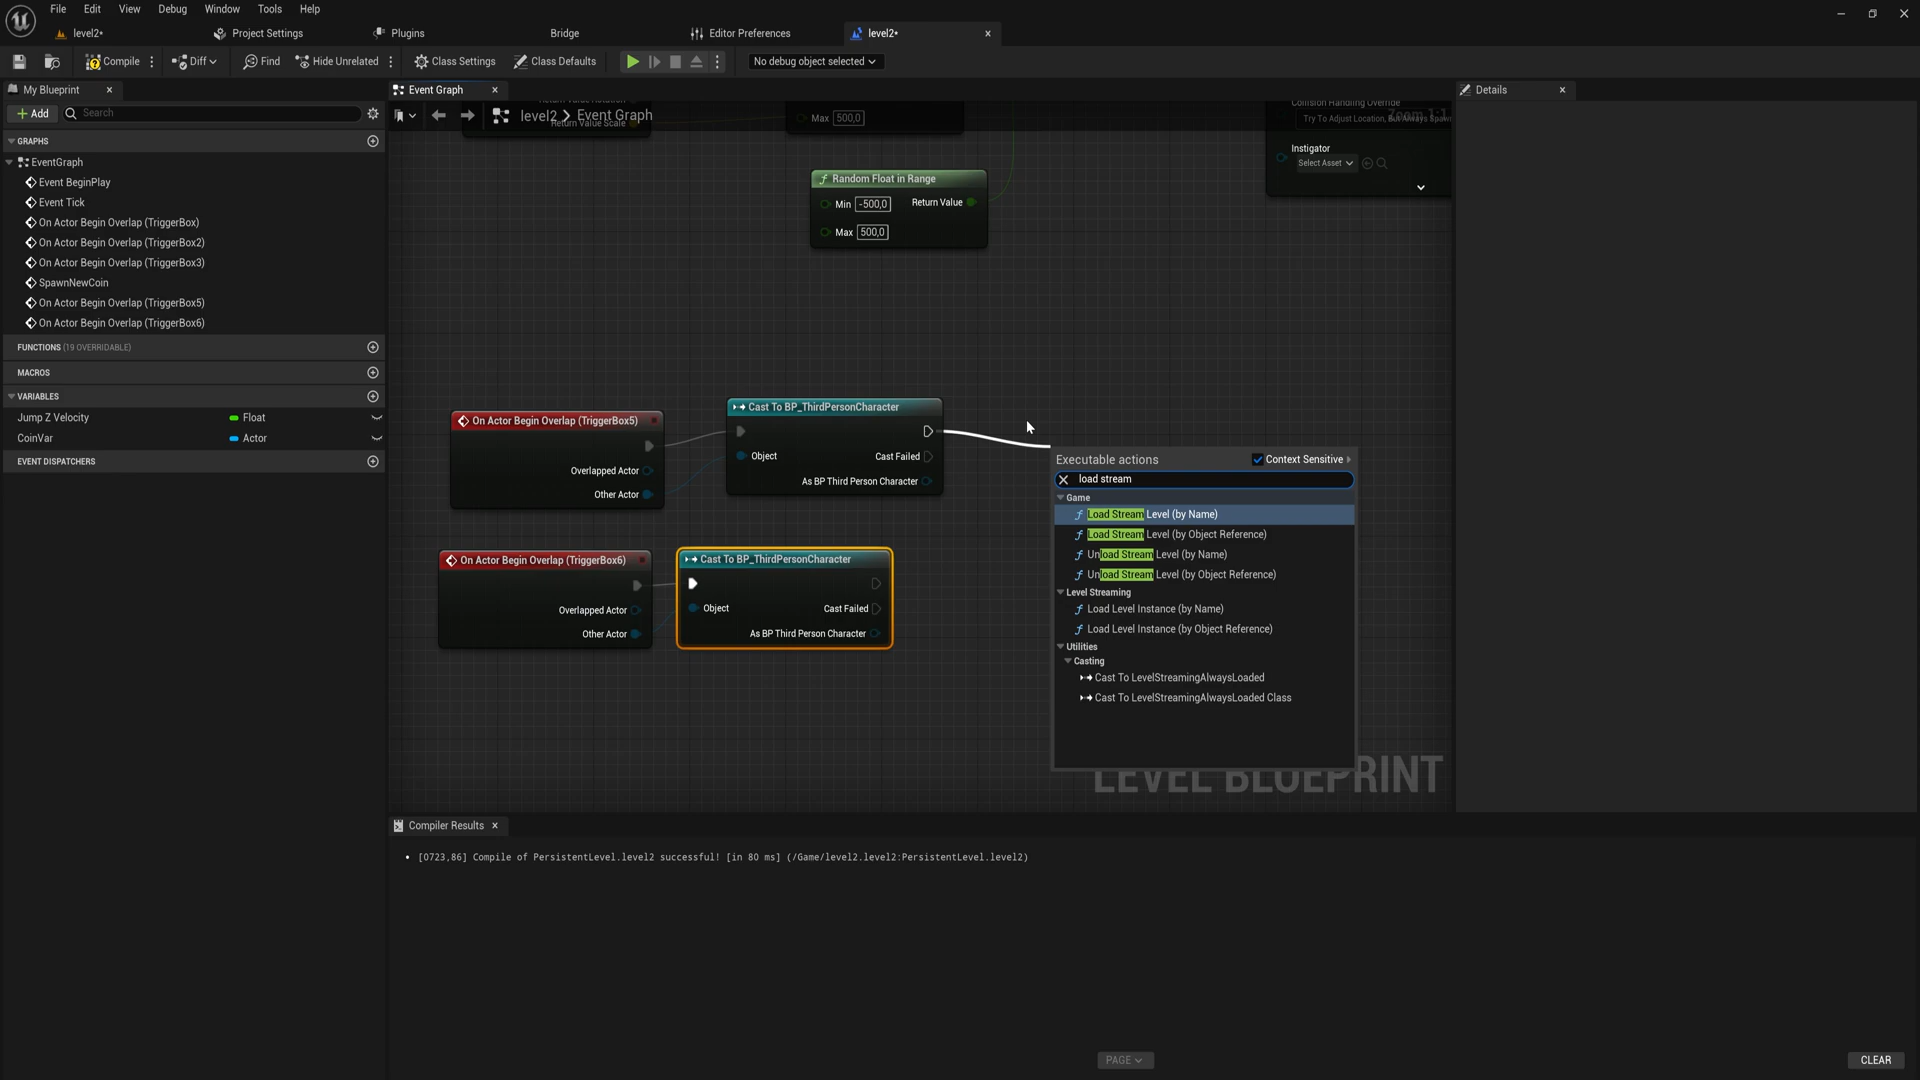 File Edit View Debug Window Tools Help
level2• Project Settings Plugins Bridge Editor Preferences level2•
Compile Diff Find Hide Unrelated Class Settings Class Defaults No debug object selected
My Blueprint Event Graph Details
Add Search
level2 > Event Graph
Return Value Scale
Max 500,0
Collision Handling Override
Try To Adjust Location, But Always Spawn
Instigator
Select Asset
GRAPHS
EventGraph
Event BeginPlay
Event Tick
On Actor Begin Overlap (TriggerBox)
On Actor Begin Overlap (TriggerBox2)
On Actor Begin Overlap (TriggerBox3)
SpawnNewCoin
On Actor Begin Overlap (TriggerBox5)
On Actor Begin Overlap (TriggerBox6)
FUNCTIONS (19 OVERRIDABLE)
MACROS
VARIABLES
Jump Z Velocity Float
CoinVar Actor
EVENT DISPATCHERS
Random Float in Range
Min -500,0 Return Value
Max 500,0
On Actor Begin Overlap (TriggerBox5)
Overlapped Actor
Other Actor
Cast To BP_ThirdPersonCharacter
Object Cast Failed
As BP Third Person Character
On Actor Begin Overlap (TriggerBox6)
Overlapped Actor
Other Actor
Cast To BP_ThirdPersonCharacter
Object Cast Failed
As BP Third Person Character
Executable actions Context Sensitive
load stream
Game
Load Stream Level (by Name)
Load Stream Level (by Object Reference)
Unload Stream Level (by Name)
Unload Stream Level (by Object Reference)
Level Streaming
Load Level Instance (by Name)
Load Level Instance (by Object Reference)
Utilities
Casting
Cast To LevelStreamingAlwaysLoaded
Cast To LevelStreamingAlwaysLoaded Class
LEVEL BLUEPRINT
Compiler Results
[0723,86] Compile of PersistentLevel.level2 successful! [in 80 ms] (/Game/level2.level2:PersistentLevel.level2)
PAGE CLEAR